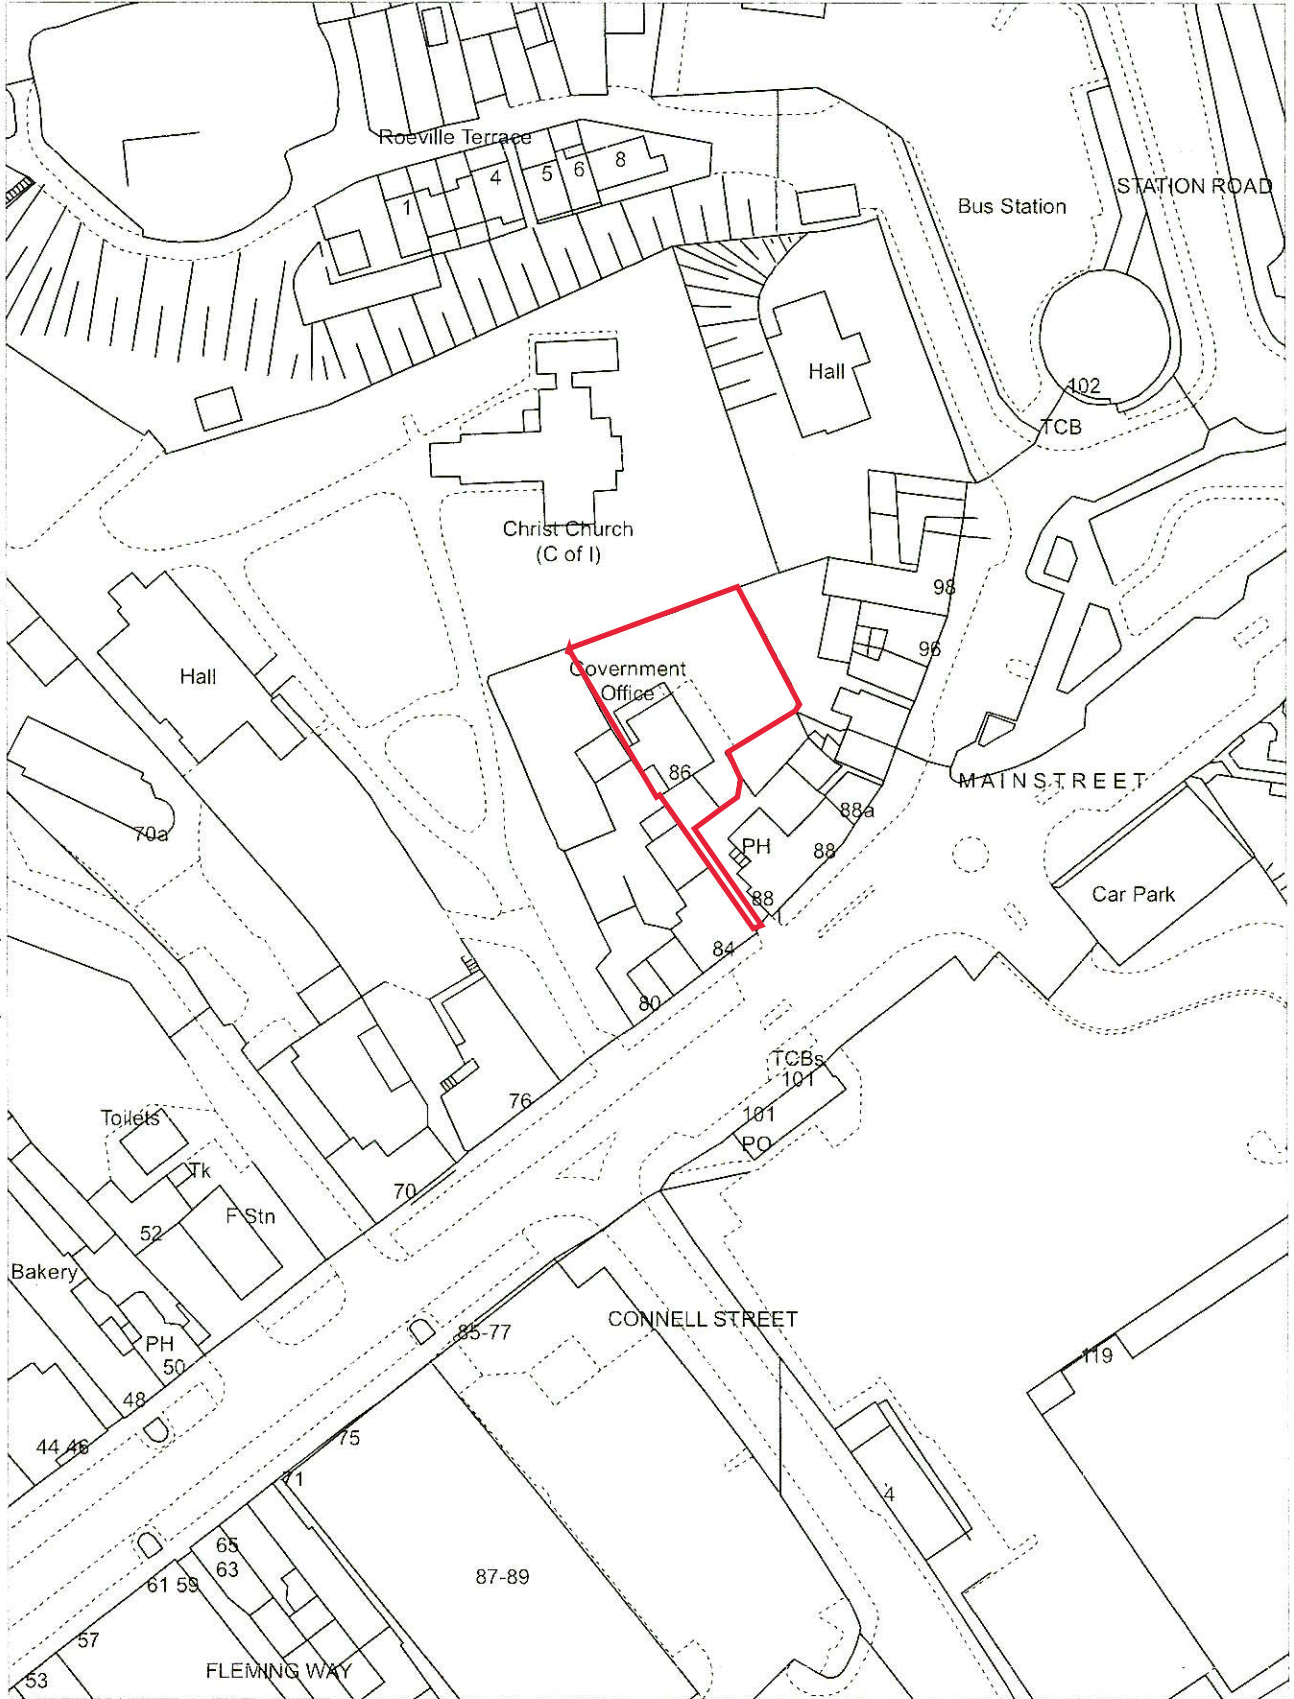 Roeville Terrace
1
4
5
6
8
Bus Station
STATION ROAD
Hall
102
TCB
Christ Church
(C of I)
98
96
Hall
Government
Office
86
MAINSTREET
70a
88a
PH
88
88
Car Park
84
80
TCBs
101
76
101
PO
Toilets
Tk
70
F Stn
52
Bakery
CONNELL STREET
85-77
PH
50
119
48
44 46
75
71
4
65
63
61 59
87-89
57
FLEMING WAY
53